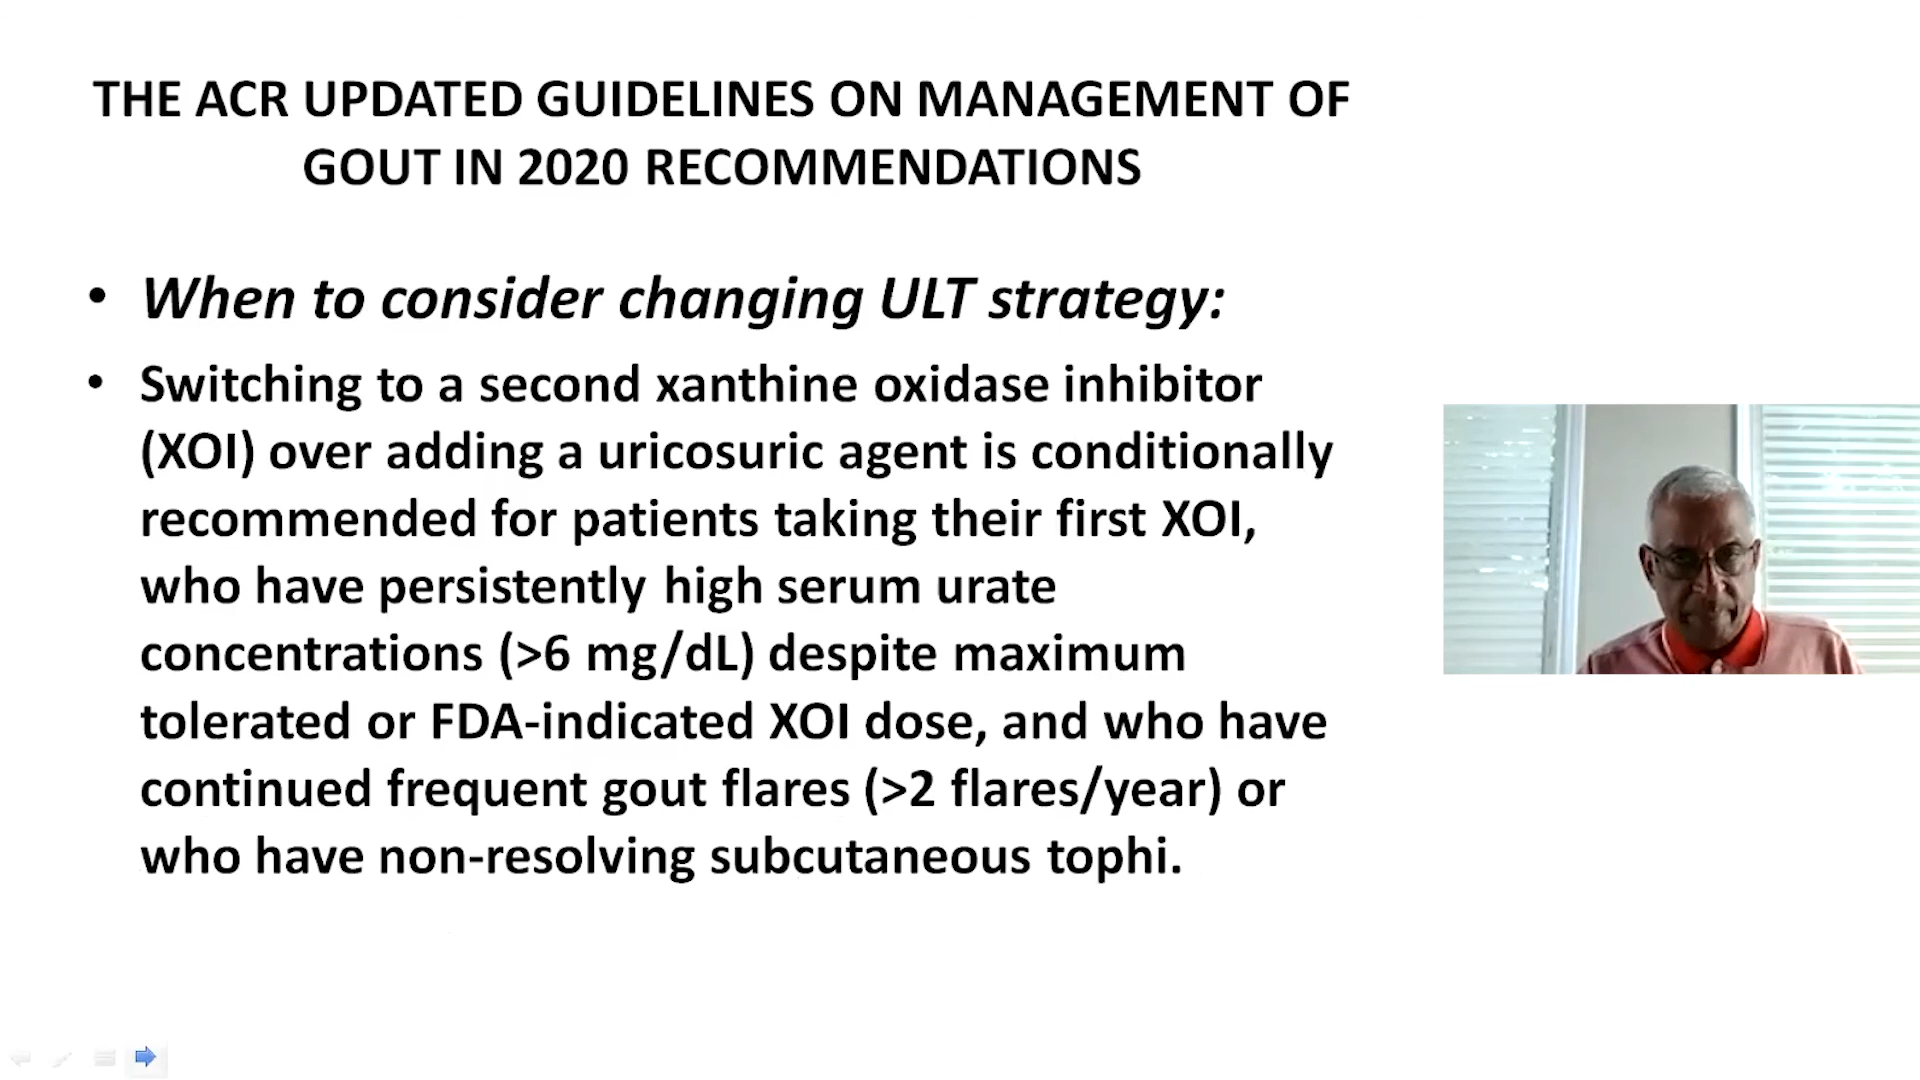 THE ACR UPDATED GUIDELINES ON MANAGEMENT OF
GOUT IN 2020 RECOMMENDATIONS
• When to consider changing ULT strategy:
• Switching to a second xanthine oxidase inhibitor
(XOI) over adding a uricosuric agent is conditionally
recommended for patients taking their first XOI,
who have persistently high serum urate
concentrations (>6 mg/dL) despite maximum
tolerated or FDA-indicated XOI dose, and who have
continued frequent gout flares (>2 flares/year) or
who have non-resolving subcutaneous tophi.